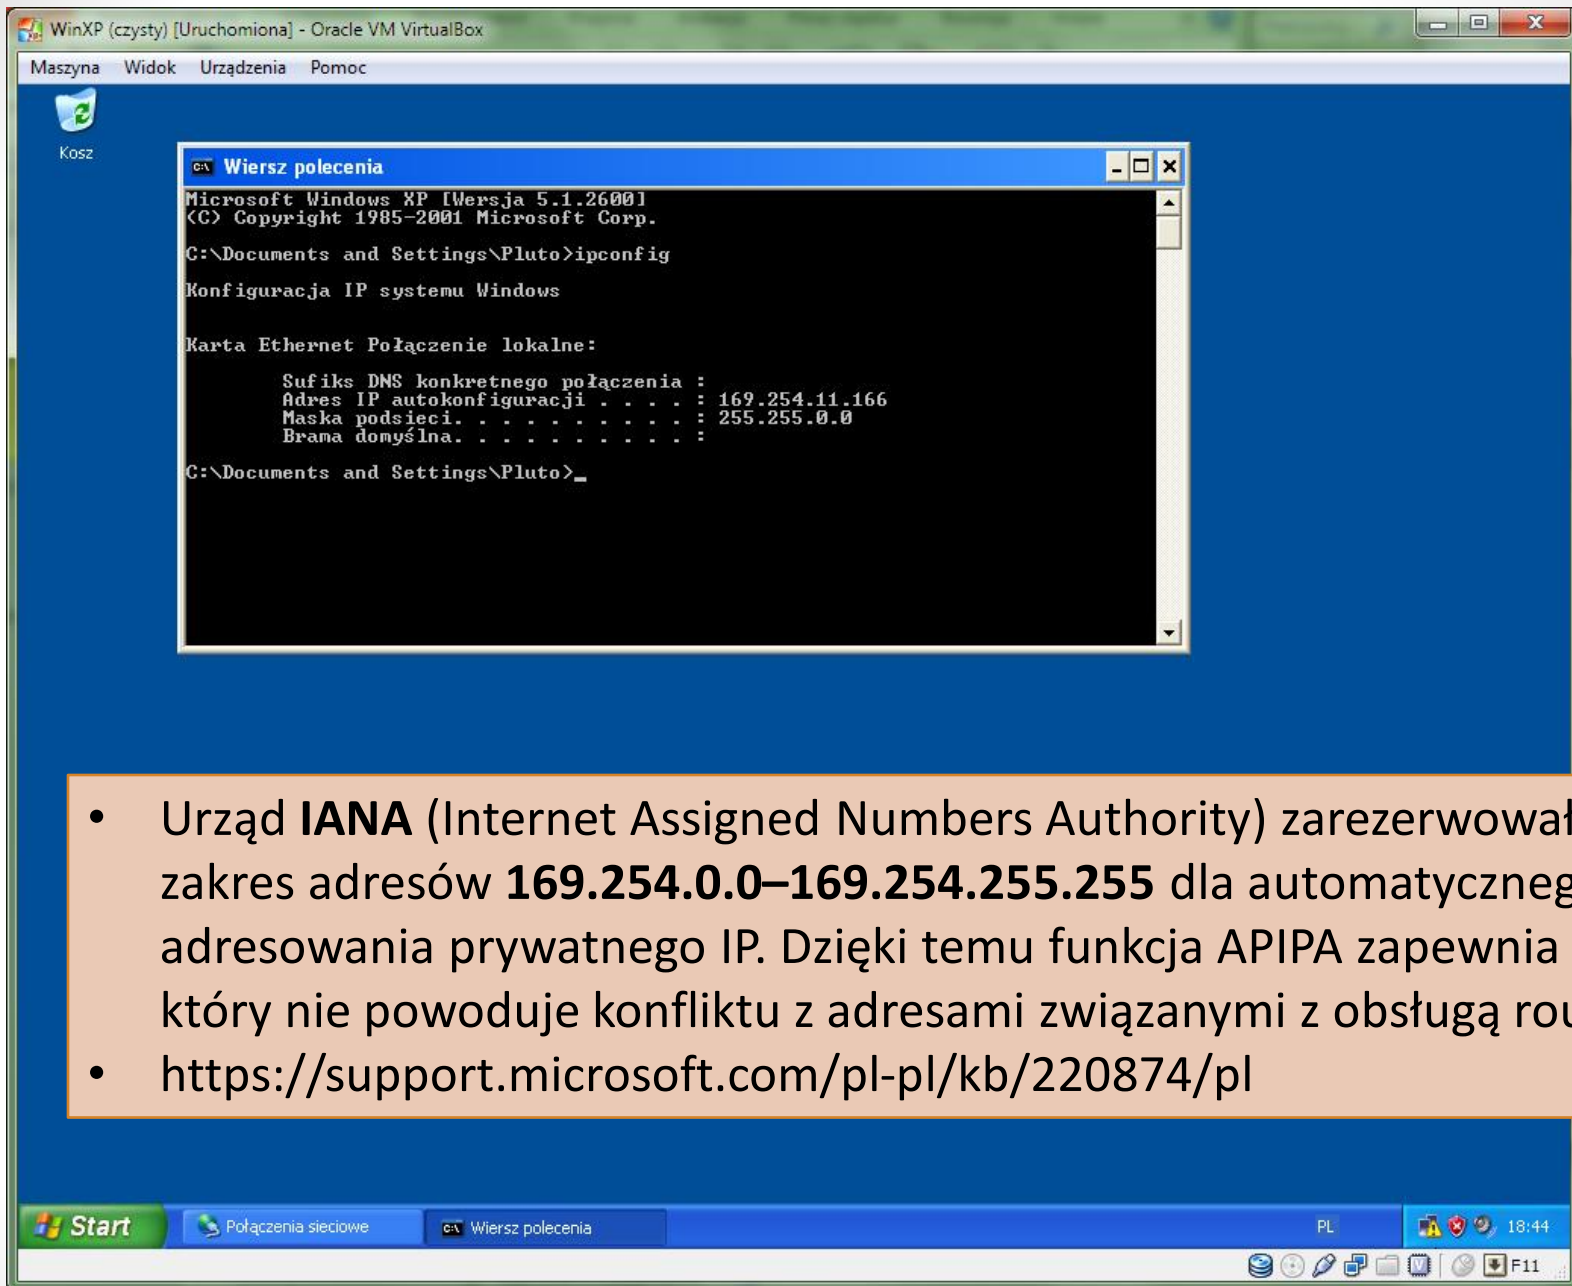 WinXP (czysty) [Uruchomiona] - Oracle VM VirtualBox
Maszyna Widok Urządzenia Pomoc
Kosz
Wiersz polecenia
Microsoft Windows XP [Wersja 5.1.2600]
(C) Copyright 1985-2001 Microsoft Corp.
C:\Documents and Settings\Pluto>ipconfig
Konfiguracja IP systemu Windows
Karta Ethernet Połączenie lokalne:
Sufiks DNS konkretnego połączenia :
Adres IP autokonfiguracji . . . . : 169.254.11.166
Maska podsieci. . . . . . . . . . : 255.255.0.0
Brama domyślna. . . . . . . . . . :
C:\Documents and Settings\Pluto>_
• Urząd IANA (Internet Assigned Numbers Authority) zarezerwował
zakres adresów 169.254.0.0–169.254.255.255 dla automatyczneg
adresowania prywatnego IP. Dzięki temu funkcja APIPA zapewnia
który nie powoduje konfliktu z adresami związanymi z obsługą rou
• https://support.microsoft.com/pl-pl/kb/220874/pl
Start Połączenia sieciowe Wiersz polecenia PL 18:44
F11